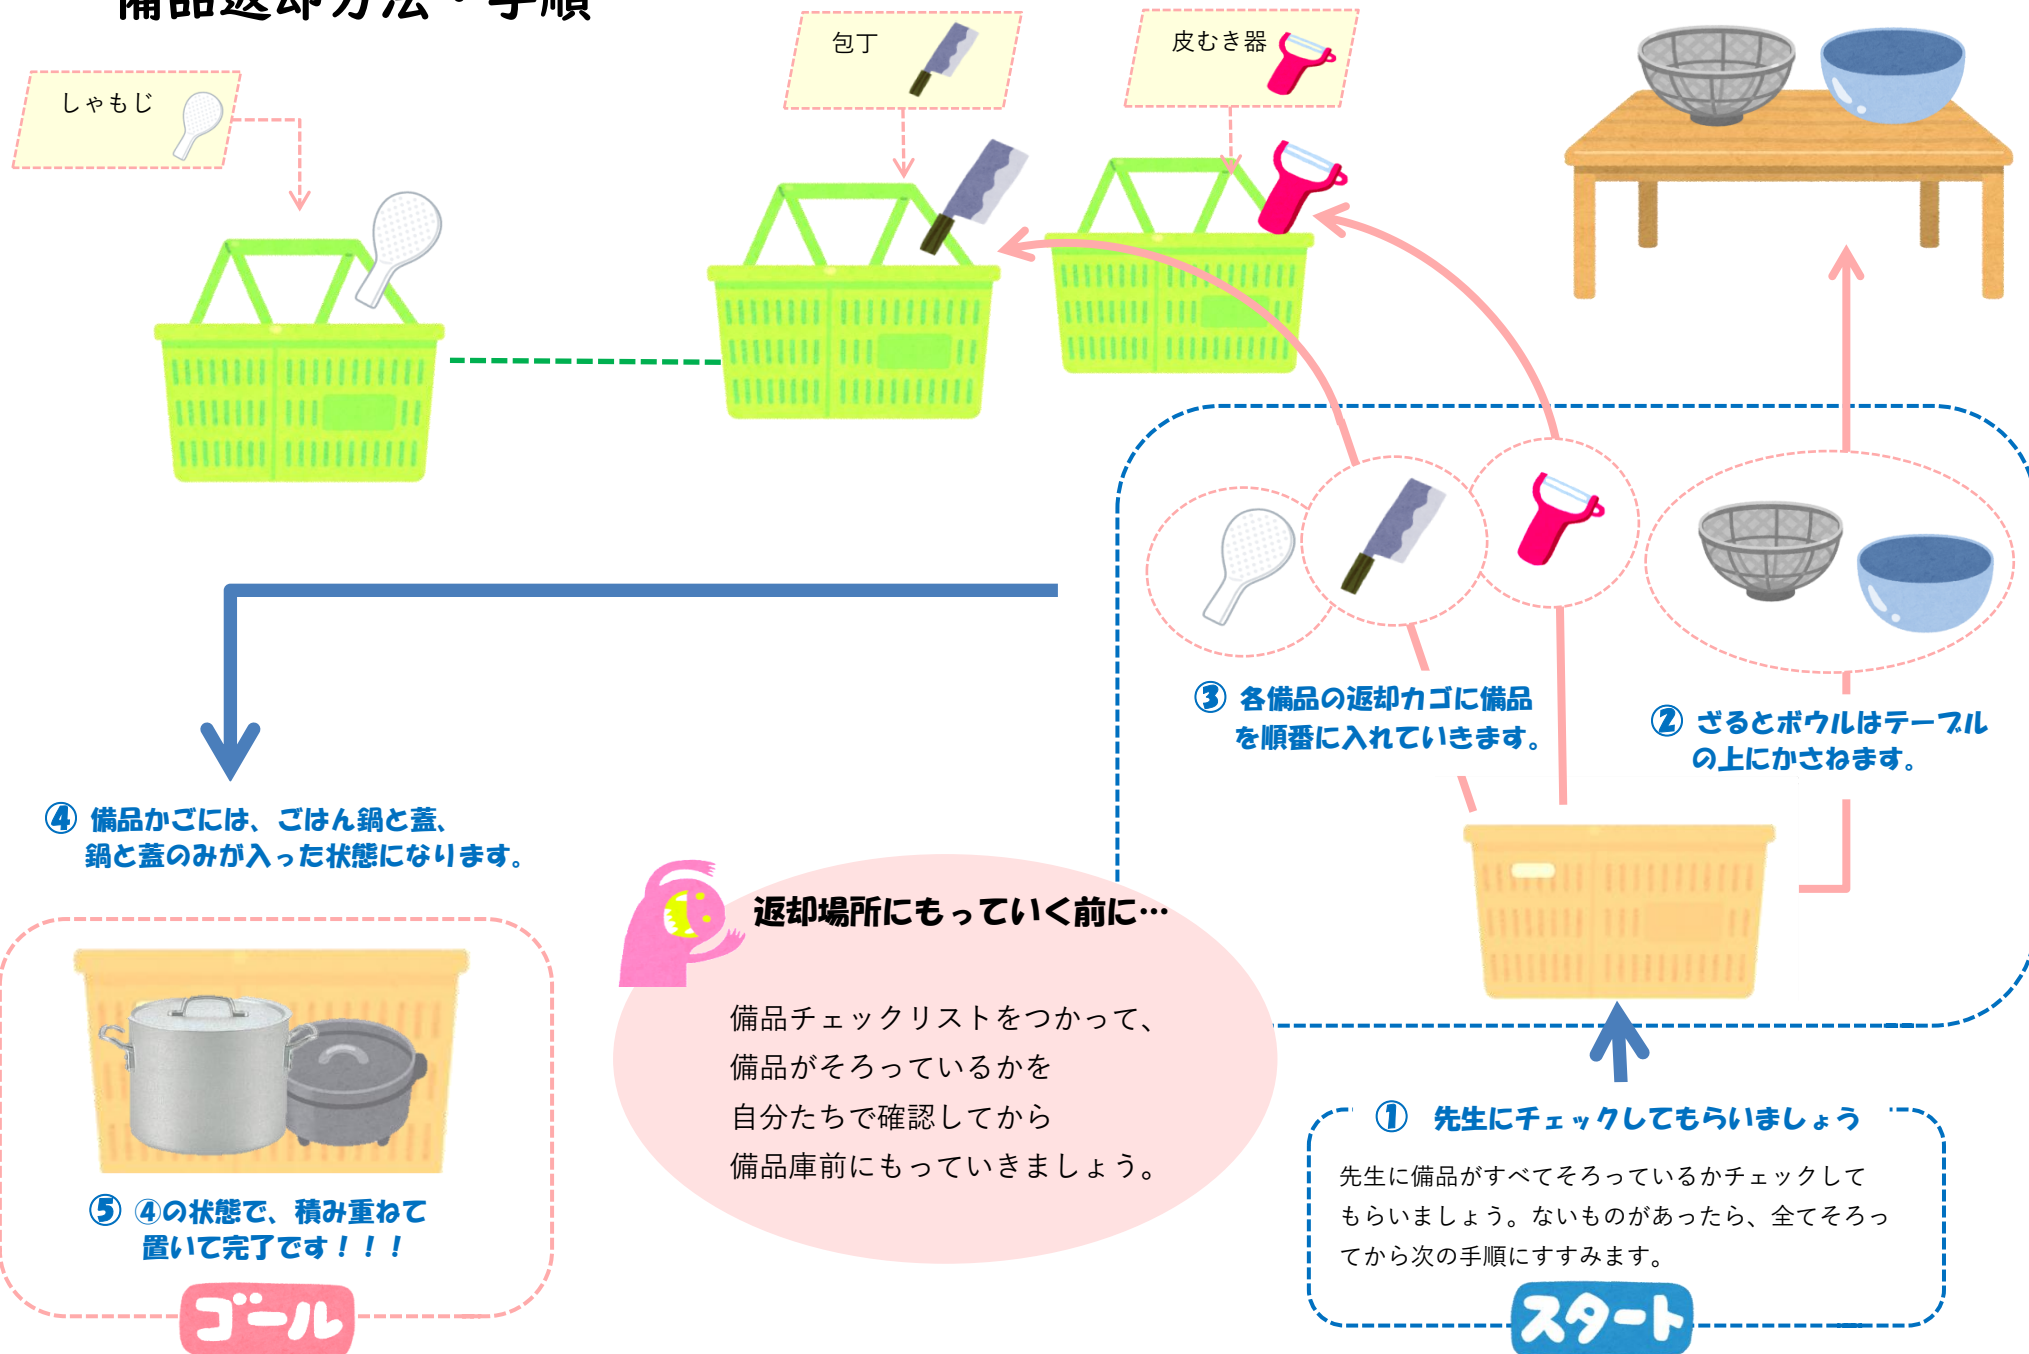 備品返却方法・手順
しゃもじ
包丁
皮むき器
③ 各備品の返却カゴに備品
を順番に入れていきます。
② ざるとボウルはテーブル
の上にかさねます。
④ 備品かごには、ごはん鍋と蓋、
鍋と蓋のみが入った状態になります。
返却場所にもっていく前に…
備品チェックリストをつかって、
備品がそろっているかを
自分たちで確認してから
備品庫前にもっていきましょう。
① 先生にチェックしてもらいましょう
先生に備品がすべてそろっているかチェックして
もらいましょう。ないものがあったら、全てそろっ
てから次の手順にすすみます。
スタート
⑤ ④の状態で、積み重ねて
置いて完了です！！！
ゴール